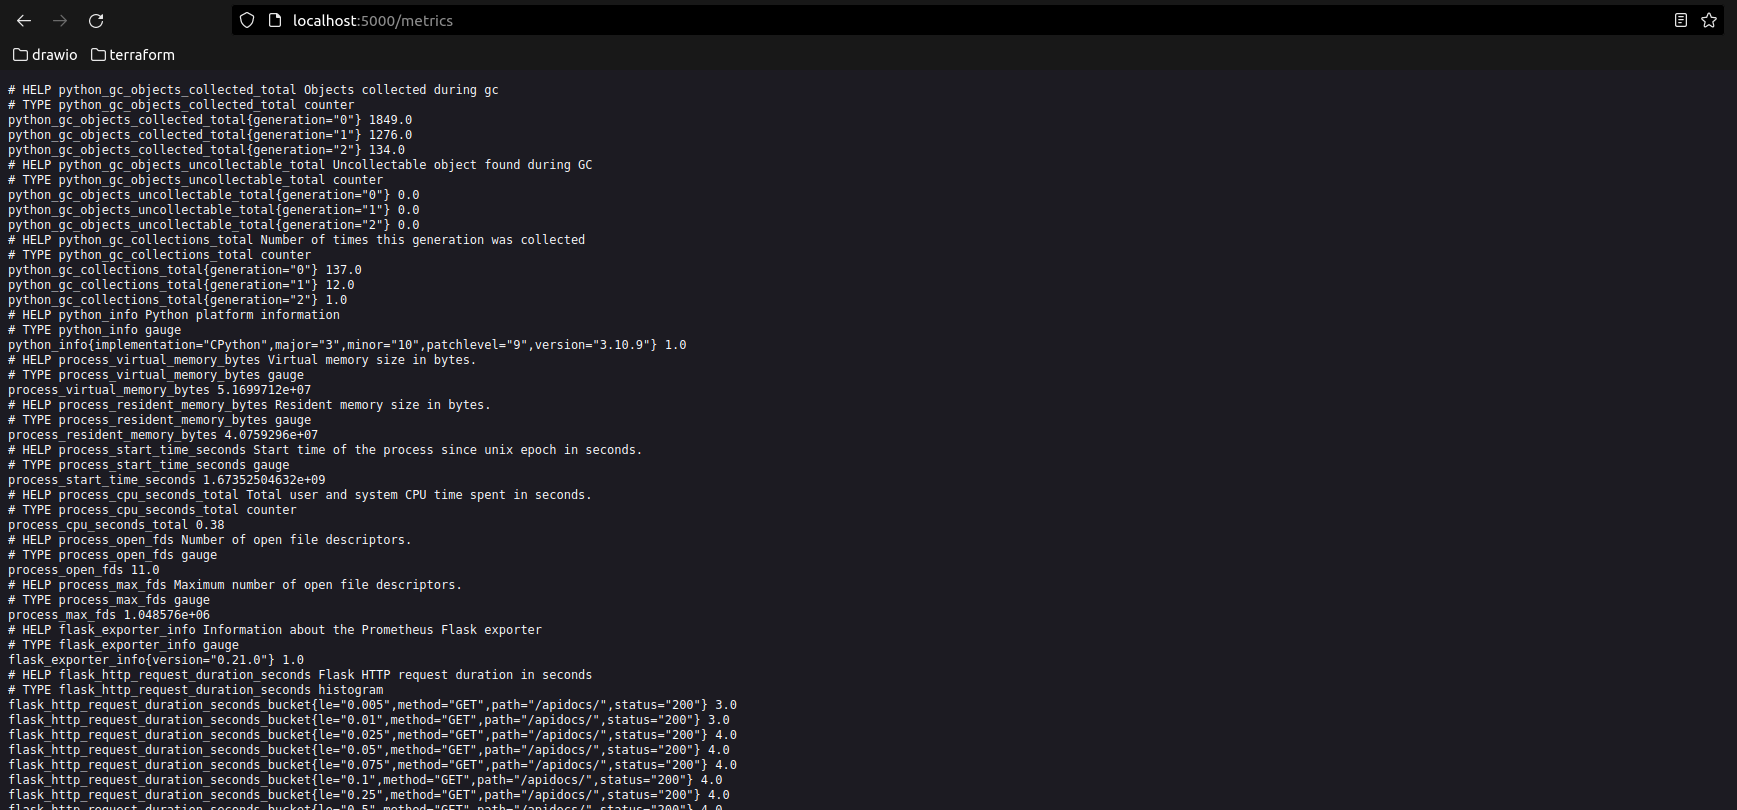 localhost:5000/metrics
drawio terraform
# HELP python_gc_objects_collected_total Objects collected during gc
# TYPE python_gc_objects_collected_total counter
python_gc_objects_collected_total{generation="0"} 1849.0
python_gc_objects_collected_total{generation="1"} 1276.0
python_gc_objects_collected_total{generation="2"} 134.0
# HELP python_gc_objects_uncollectable_total Uncollectable object found during GC
# TYPE python_gc_objects_uncollectable_total counter
python_gc_objects_uncollectable_total{generation="0"} 0.0
python_gc_objects_uncollectable_total{generation="1"} 0.0
python_gc_objects_uncollectable_total{generation="2"} 0.0
# HELP python_gc_collections_total Number of times this generation was collected
# TYPE python_gc_collections_total counter
python_gc_collections_total{generation="0"} 137.0
python_gc_collections_total{generation="1"} 12.0
python_gc_collections_total{generation="2"} 1.0
# HELP python_info Python platform information
# TYPE python_info gauge
python_info{implementation="CPython",major="3",minor="10",patchlevel="9",version="3.10.9"} 1.0
# HELP process_virtual_memory_bytes Virtual memory size in bytes.
# TYPE process_virtual_memory_bytes gauge
process_virtual_memory_bytes 5.1699712e+07
# HELP process_resident_memory_bytes Resident memory size in bytes.
# TYPE process_resident_memory_bytes gauge
process_resident_memory_bytes 4.0759296e+07
# HELP process_start_time_seconds Start time of the process since unix epoch in seconds.
# TYPE process_start_time_seconds gauge
process_start_time_seconds 1.67352504632e+09
# HELP process_cpu_seconds_total Total user and system CPU time spent in seconds.
# TYPE process_cpu_seconds_total counter
process_cpu_seconds_total 0.38
# HELP process_open_fds Number of open file descriptors.
# TYPE process_open_fds gauge
process_open_fds 11.0
# HELP process_max_fds Maximum number of open file descriptors.
# TYPE process_max_fds gauge
process_max_fds 1.048576e+06
# HELP flask_exporter_info Information about the Prometheus Flask exporter
# TYPE flask_exporter_info gauge
flask_exporter_info{version="0.21.0"} 1.0
# HELP flask_http_request_duration_seconds Flask HTTP request duration in seconds
# TYPE flask_http_request_duration_seconds histogram
flask_http_request_duration_seconds_bucket{le="0.005",method="GET",path="/apidocs/",status="200"} 3.0
flask_http_request_duration_seconds_bucket{le="0.01",method="GET",path="/apidocs/",status="200"} 3.0
flask_http_request_duration_seconds_bucket{le="0.025",method="GET",path="/apidocs/",status="200"} 4.0
flask_http_request_duration_seconds_bucket{le="0.05",method="GET",path="/apidocs/",status="200"} 4.0
flask_http_request_duration_seconds_bucket{le="0.075",method="GET",path="/apidocs/",status="200"} 4.0
flask_http_request_duration_seconds_bucket{le="0.1",method="GET",path="/apidocs/",status="200"} 4.0
flask_http_request_duration_seconds_bucket{le="0.25",method="GET",path="/apidocs/",status="200"} 4.0
flask_http_request_duration_seconds_bucket{le="0.5",method="GET",path="/apidocs/",status="200"} 4.0